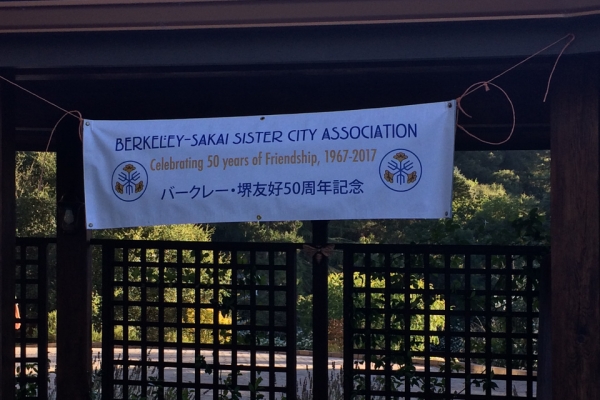 BERKELEY-SAKAI SISTER CITY ASSOCIATION
Celebrating 50 years of Friendship, 1967-2017
バークレー・堺友好50周年記念